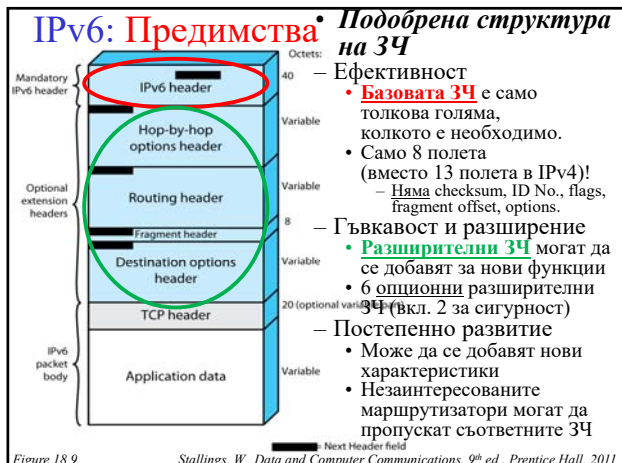 IPv6: Предимства
Octets:
Mandatory
IPv6 header
IPv6 header
40
Hop-by-hop
options header
Variable
Optional
extension
headers
Routing header
Variable
Fragment header
8
Destination options
header
Variable
TCP header
20 (optional variable part)
IPv6
packet
body
Application data
Variable
= Next Header field
Figure 18.9
• Подобрена структура
на ЗЧ
– Ефективност
• Базовата ЗЧ е само
толкова голяма,
колкото е необходимо.
• Само 8 полета
(вместо 13 полета в IPv4)!
– Няма checksum, ID No., flags,
fragment offset, options.
– Гъвкавост и разширение
• Разширителни ЗЧ могат да
се добавят за нови функции
• 6 опционни разширителни
ЗЧ (вкл. 2 за сигурност)
– Постепенно развитие
• Може да се добавят нови
характеристики
• Незаинтересованите
маршрутизатори могат да
пропускат съответните ЗЧ
Stallings, W., Data and Computer Communications, 9th ed., Prentice Hall, 2011